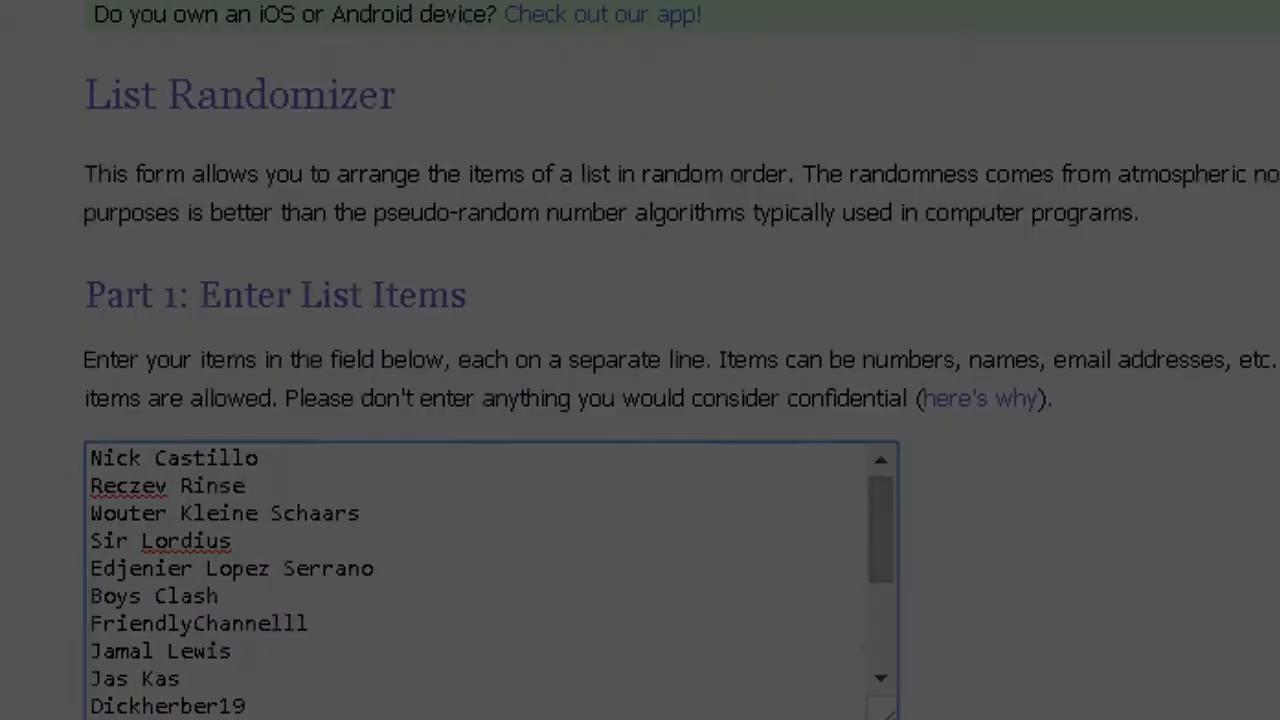 Do you own an iOS or Android device? Check out our app!
List Randomizer
This form allows you to arrange the items of a list in random order. The randomness comes from atmospheric no
purposes is better than the pseudo-random number algorithms typically used in computer programs.
Part 1: Enter List Items
Enter your items in the field below, each on a separate line. Items can be numbers, names, email addresses, etc.
items are allowed. Please don't enter anything you would consider confidential (here's why).
Nick Castillo
Reczev Rinse
Wouter Kleine Schaars
Sir Lordius
Edjenier Lopez Serrano
Boys Clash
FriendlyChannelll
Jamal Lewis
Jas Kas
Dickherber19